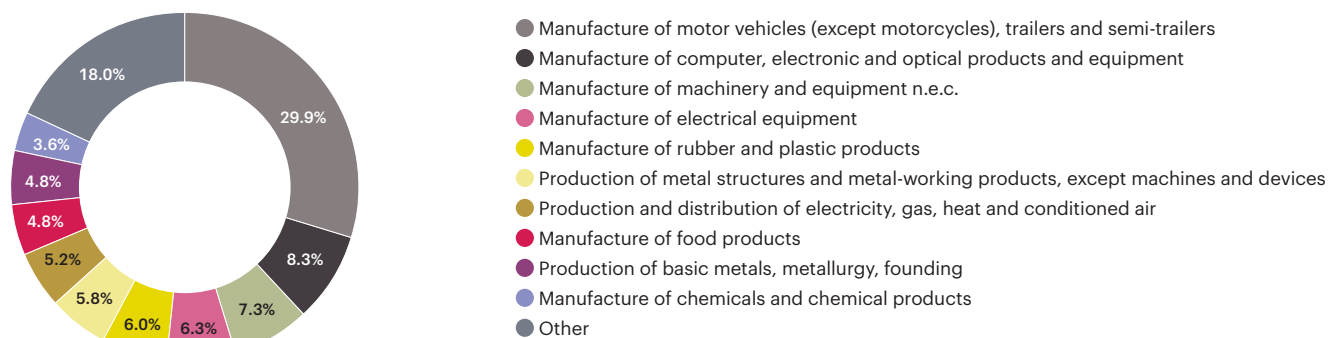 18.0%
29.9%
3.6%
4.8%
4.8%
5.2%
8.3%
5.8%
7.3%
6.0%
6.3%
Manufacture of motor vehicles (except motorcycles), trailers and semi-trailers
Manufacture of computer, electronic and optical products and equipment
Manufacture of machinery and equipment n.e.c.
Manufacture of electrical equipment
Manufacture of rubber and plastic products
Production of metal structures and metal-working products, except machines and devices
Production and distribution of electricity, gas, heat and conditioned air
Manufacture of food products
Production of basic metals, metallurgy, founding
Manufacture of chemicals and chemical products
Other